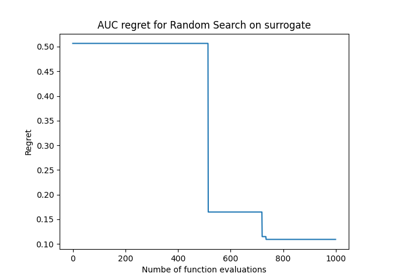 AUC regret for Random Search on surrogate
0.50
0.45
0.40
0.35
0.30
0.25
0.20
0.15
0.10
Regret
0 200 400 600 800 1000
Numbe of function evaluations